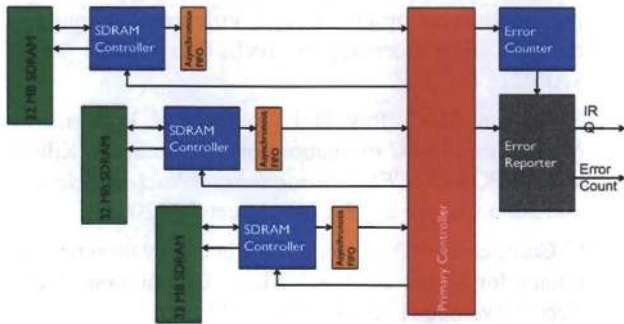 32 MB SDRAM
SDRAM
Controller
Asynchronous
FIFO
32 MB SDRAM
SDRAM
Controller
Asynchronous
FIFO
32 MB SDRAM
SDRAM
Controller
Asynchronous
FIFO
Primary Controller
Error
Counter
Error
Reporter
IR
Q
Error
Count